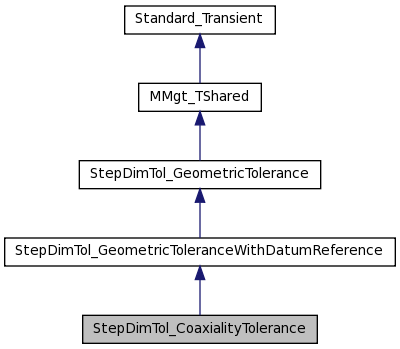 Standard_Transient
MMgt_TShared
StepDimTol_GeometricTolerance
StepDimTol_GeometricToleranceWithDatumReference
StepDimTol_CoaxialityTolerance